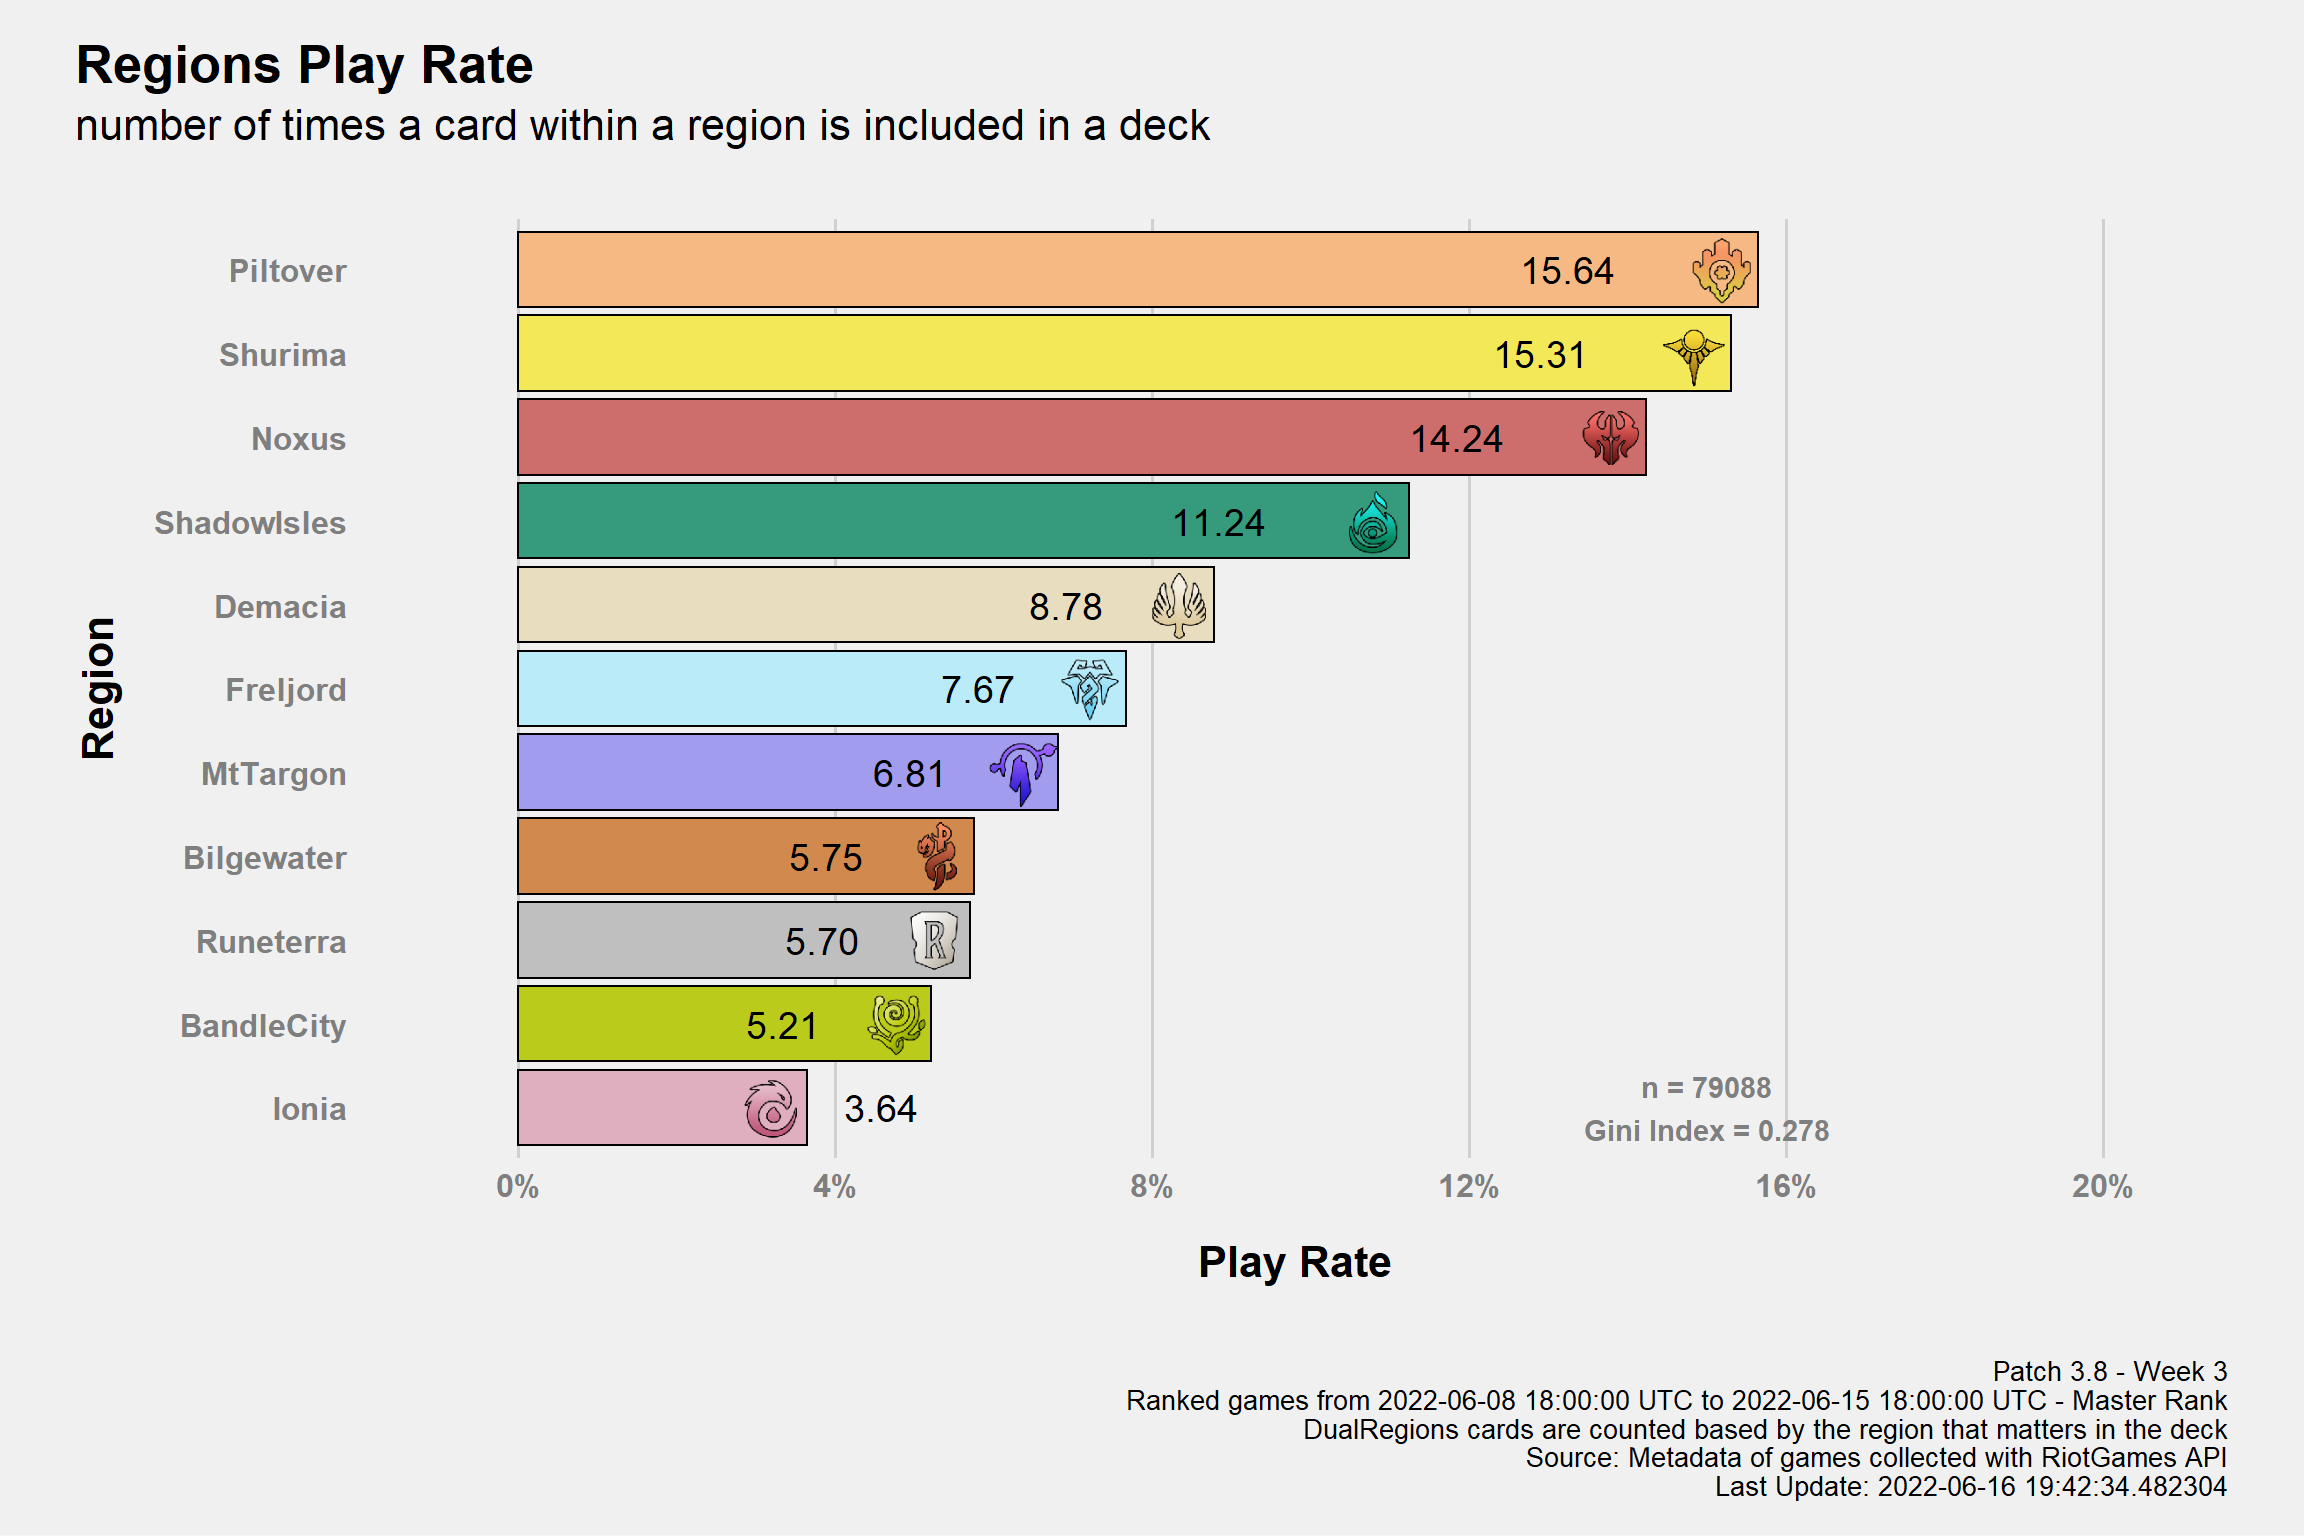 Regions Play Rate
number of times a card within a region is included in a deck
Region
Piltover 15.64
Shurima 15.31
Noxus 14.24
ShadowIsles 11.24
Demacia 8.78
Freljord 7.67
MtTargon 6.81
Bilgewater 5.75
Runeterra 5.70 R
BandleCity 5.21
Ionia 3.64
n = 79088
Gini Index = 0.278
0% 4% 8% 12% 16% 20%
Play Rate
Patch 3.8 - Week 3
Ranked games from 2022-06-08 18:00:00 UTC to 2022-06-15 18:00:00 UTC - Master Rank
DualRegions cards are counted based by the region that matters in the deck
Source: Metadata of games collected with RiotGames API
Last Update: 2022-06-16 19:42:34.482304